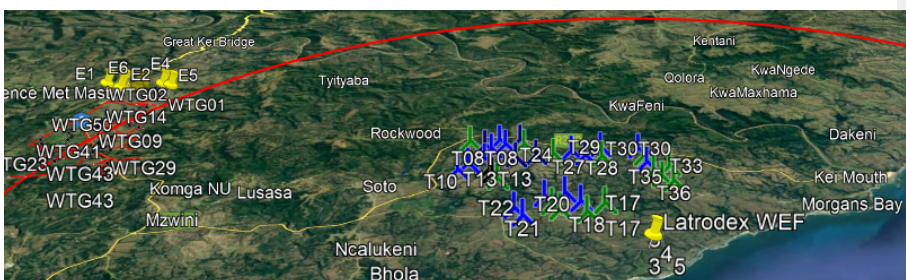 Great Kei Bridge
Kentani
E1
E6
E2
E4
E5
Tyityaba
Qolora
KwaNgede
KwaMaxhama
ence Met Mast
WTG02
WTG01
KwaFeni
WTG50
WTG14
Rockwood
Dakeni
WTG41
WTG09
TG23
WTG43
WTG29
WTG43
T08
T08
T24
T29
T27
T28
T30
T30
T33
T35
T36
T10
T13
T13
Kei Mouth
Morgans Bay
Komga NU
Lusasa
Soto
Mzwini
T22
T21
T20
T17
T18
T17
Latrodex WEF
4
3
5
Ncalukeni
Bhola